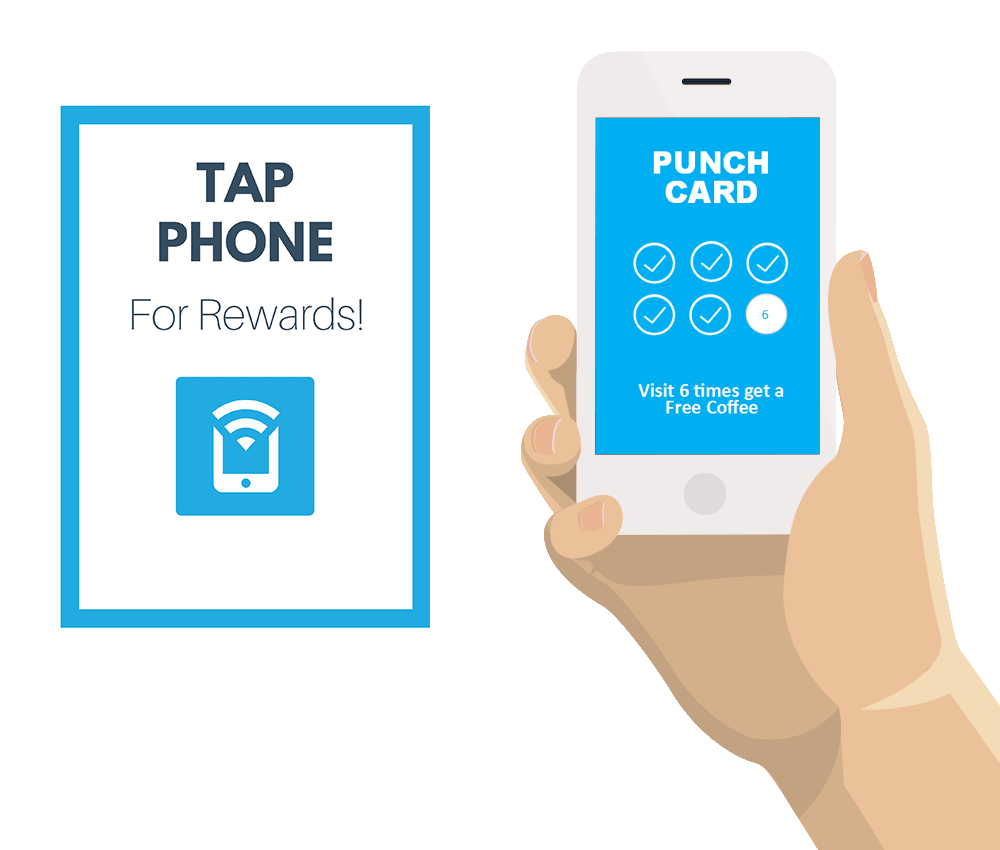 TAP
PHONE
For Rewards!
PUNCH
CARD
6
Visit 6 times get a
Free Coffee